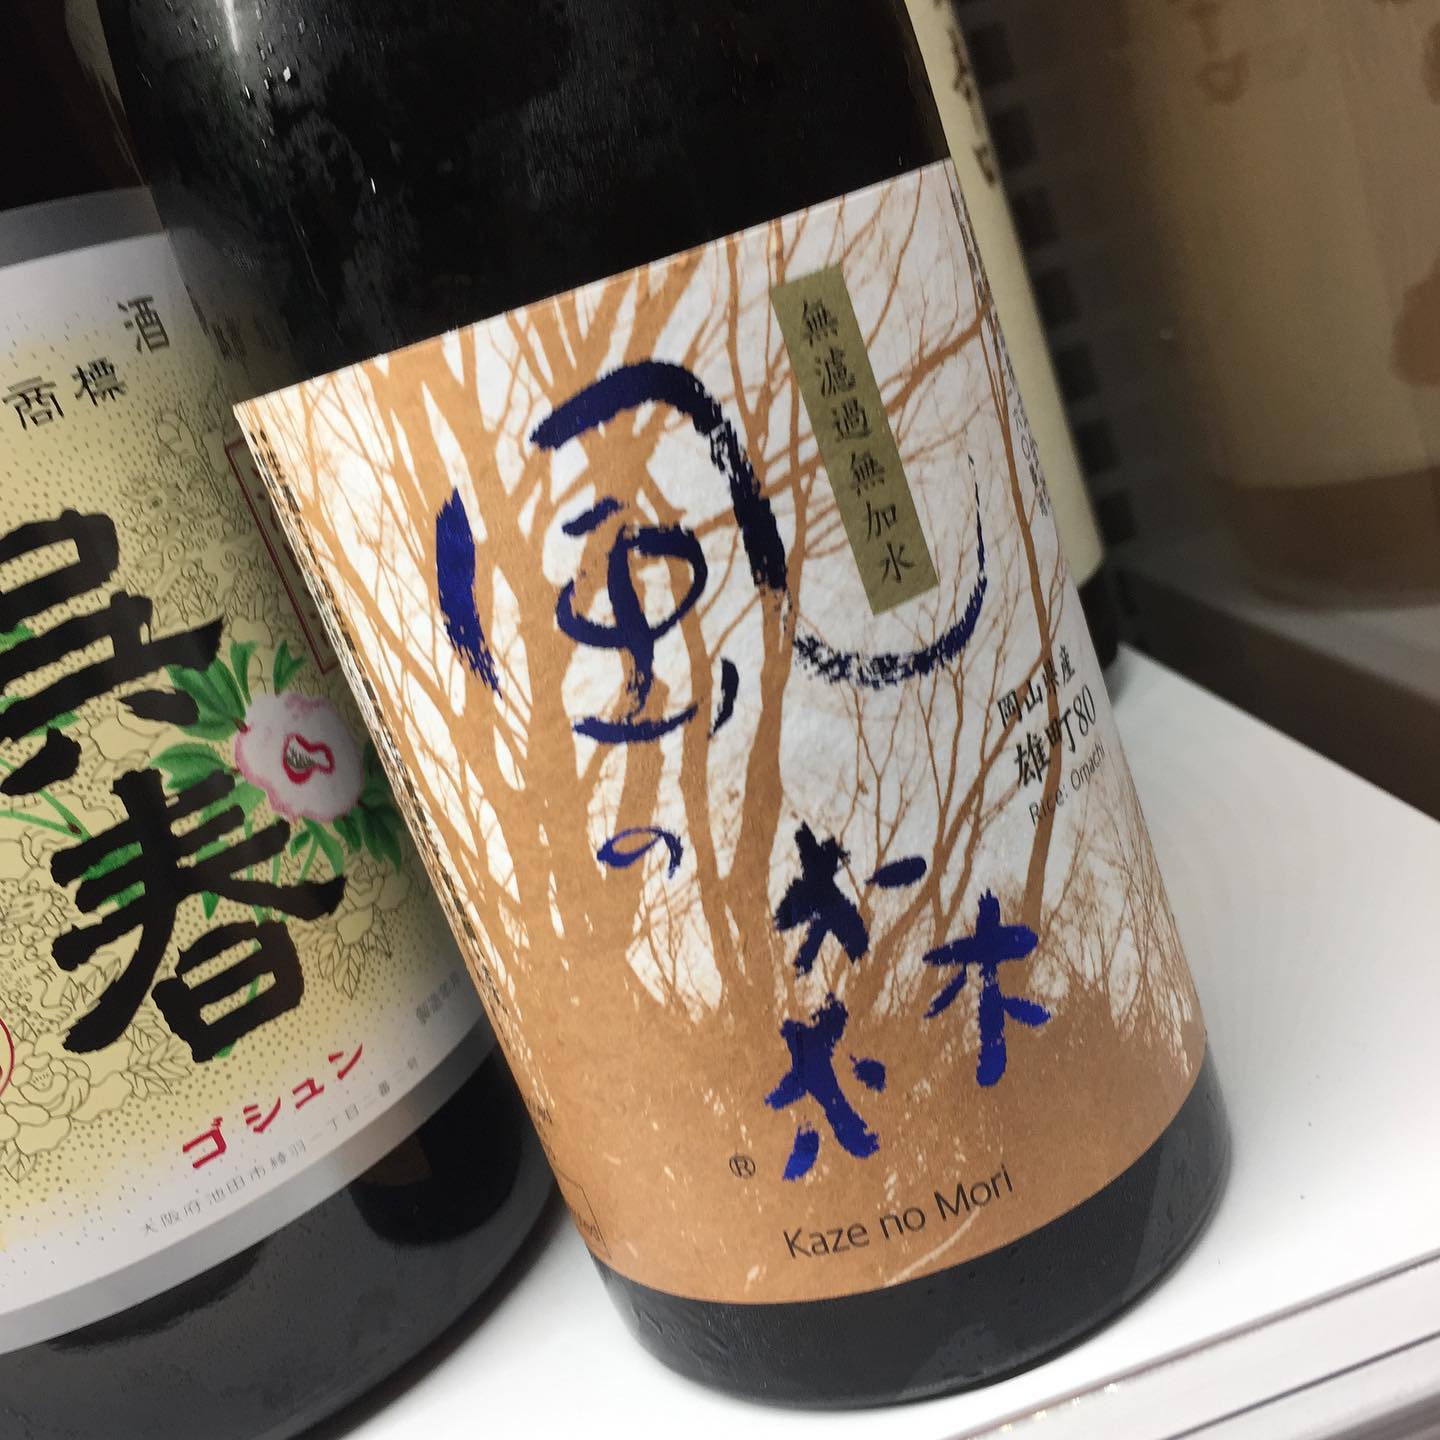 酒
商標
呉春
ゴシュン
大阪府池田市綾羽一丁目二番二号
無濾過無加水
風の森
岡山県産
雄町80
Rice: Omachi
®
Kaze no Mori